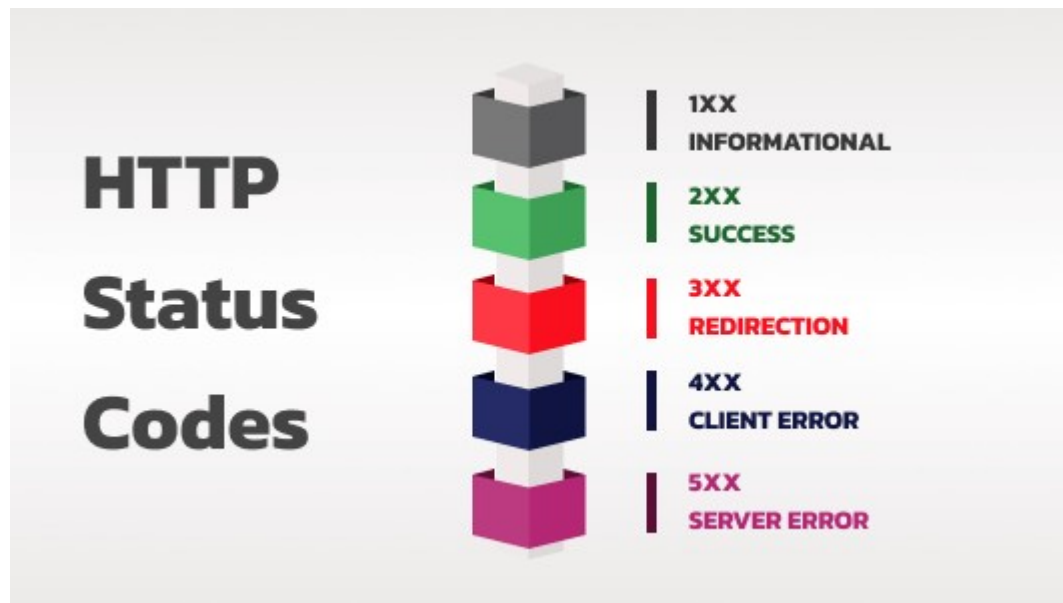 HTTP
Status
Codes
1XX
INFORMATIONAL
2XX
SUCCESS
3XX
REDIRECTION
4XX
CLIENT ERROR
5XX
SERVER ERROR